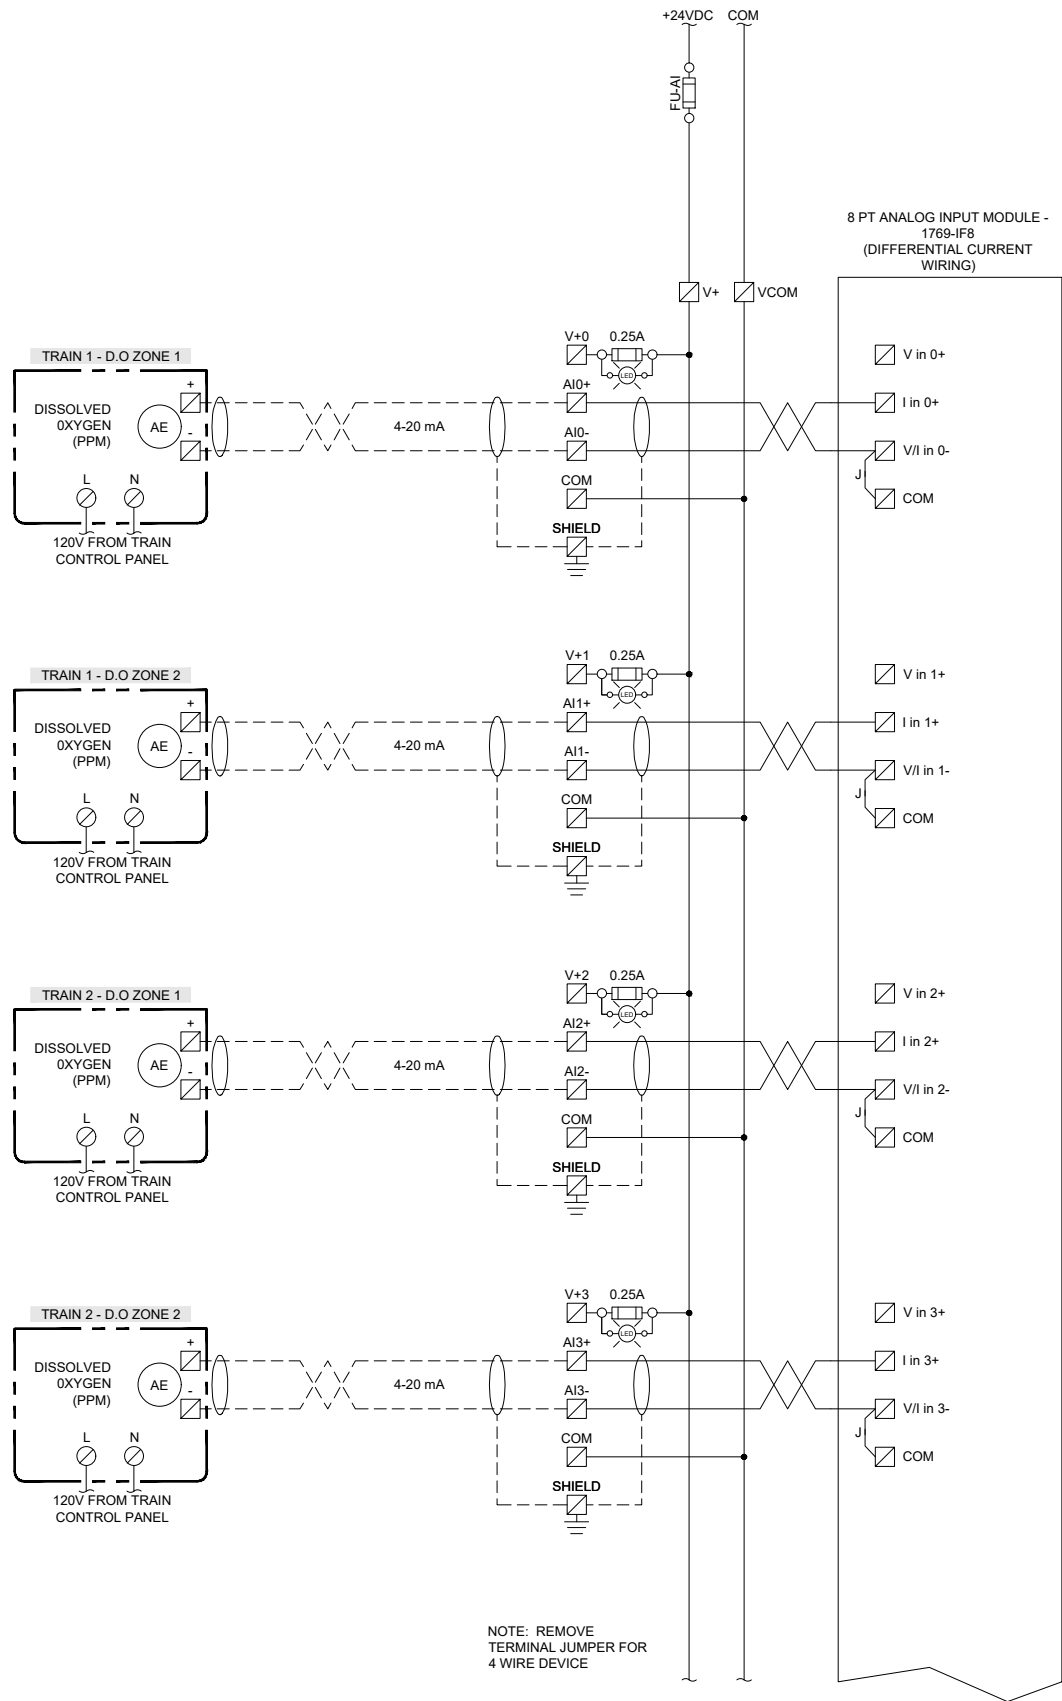 +24VDC COM
FU-AI
8 PT ANALOG INPUT MODULE -
1769-IF8
(DIFFERENTIAL CURRENT
WIRING)
V+ VCOM
TRAIN 1 - D.O ZONE 1
DISSOLVED
0XYGEN
(PPM)
AE
+
-
L N
120V FROM TRAIN
CONTROL PANEL
4-20 mA
V+0 0.25A
LED
AI0+
AI0-
COM
SHIELD
V in 0+
I in 0+
V/I in 0-
J
COM
TRAIN 1 - D.O ZONE 2
DISSOLVED
0XYGEN
(PPM)
AE
+
-
L N
120V FROM TRAIN
CONTROL PANEL
4-20 mA
V+1 0.25A
LED
AI1+
AI1-
COM
SHIELD
V in 1+
I in 1+
V/I in 1-
J
COM
TRAIN 2 - D.O ZONE 1
DISSOLVED
0XYGEN
(PPM)
AE
+
-
L N
120V FROM TRAIN
CONTROL PANEL
4-20 mA
V+2 0.25A
LED
AI2+
AI2-
COM
SHIELD
V in 2+
I in 2+
V/I in 2-
J
COM
TRAIN 2 - D.O ZONE 2
DISSOLVED
0XYGEN
(PPM)
AE
+
-
L N
120V FROM TRAIN
CONTROL PANEL
4-20 mA
V+3 0.25A
LED
AI3+
AI3-
COM
SHIELD
V in 3+
I in 3+
V/I in 3-
J
COM
NOTE: REMOVE
TERMINAL JUMPER FOR
4 WIRE DEVICE